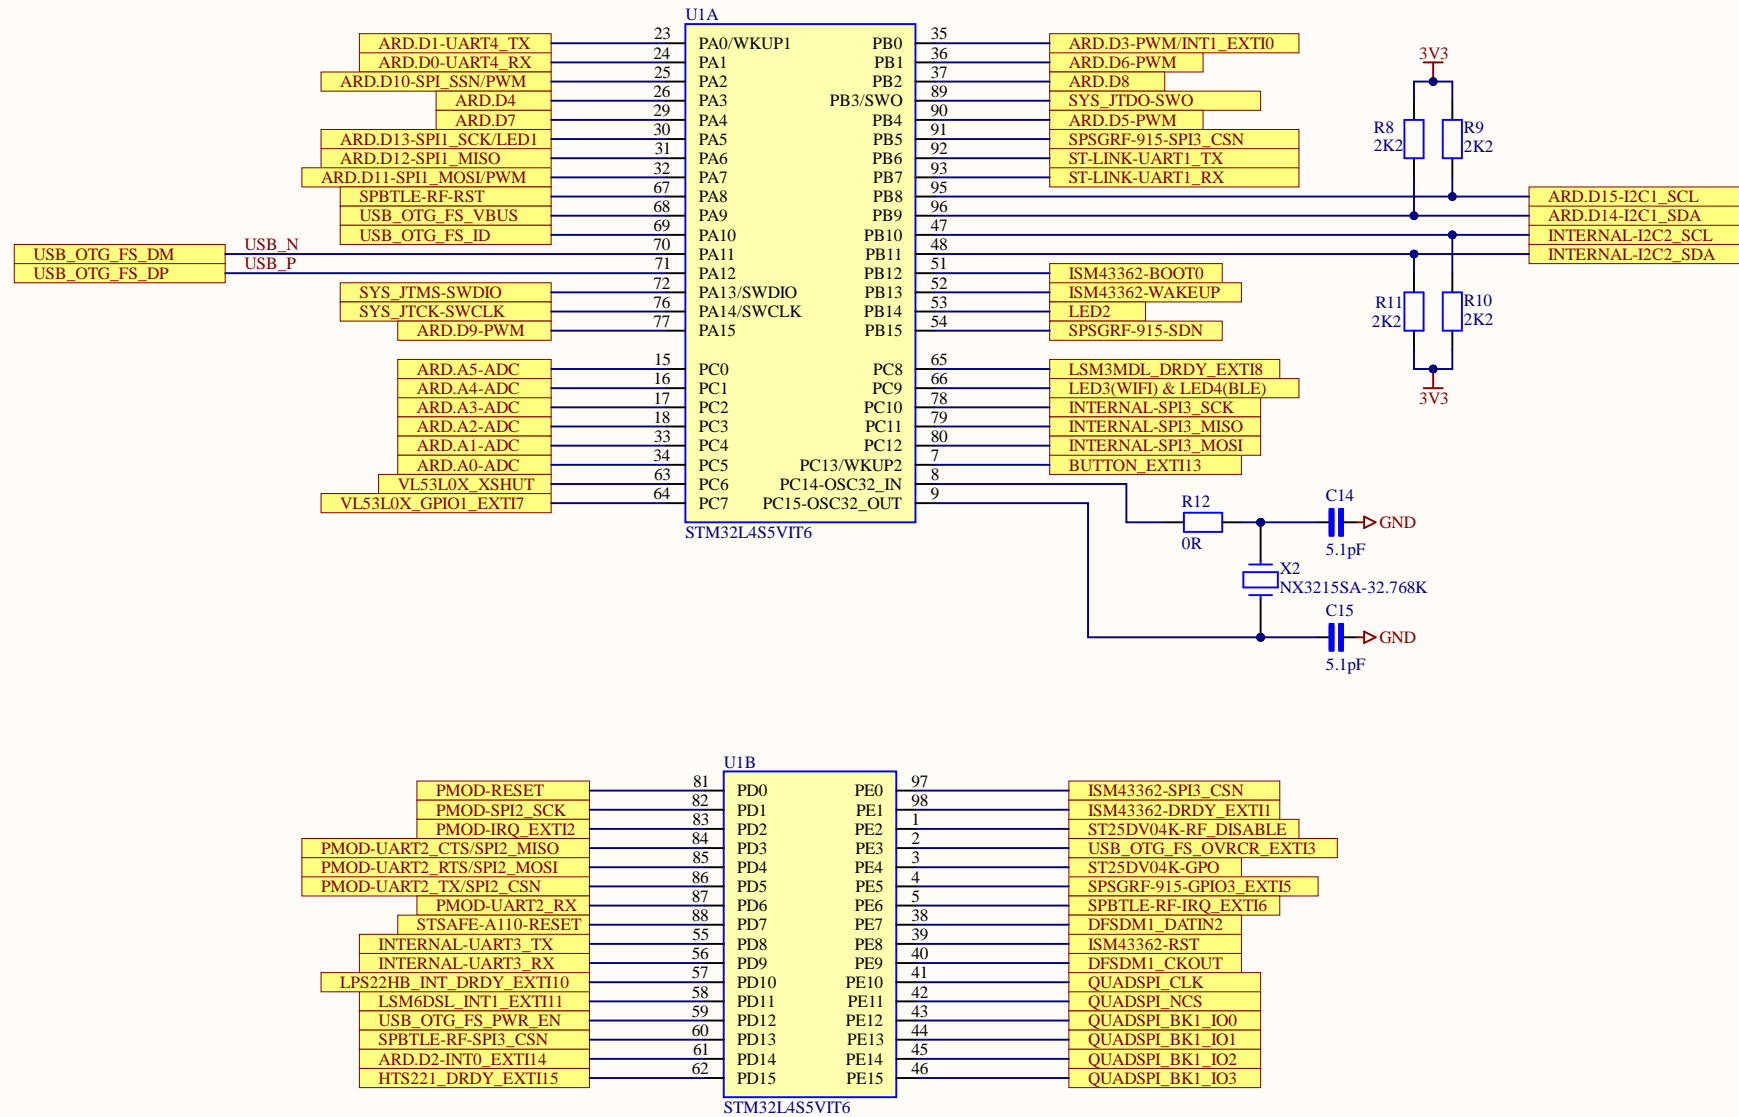 U1A
ARD.D1-UART4_TX 23 PA0/WKUP1 PB0 35 ARD.D3-PWM/INT1_EXTI0
ARD.D0-UART4_RX 24 PA1 PB1 36 ARD.D6-PWM
ARD.D10-SPI_SSN/PWM 25 PA2 PB2 37 ARD.D8
ARD.D4 26 PA3 PB3/SWO 89 SYS_JTDO-SWO
ARD.D7 29 PA4 PB4 90 ARD.D5-PWM
ARD.D13-SPI1_SCK/LED1 30 PA5 PB5 91 SPSGRF-915-SPI3_CSN
ARD.D12-SPI1_MISO 31 PA6 PB6 92 ST-LINK-UART1_TX
ARD.D11-SPI1_MOSI/PWM 32 PA7 PB7 93 ST-LINK-UART1_RX
SPBTLE-RF-RST 67 PA8 PB8 95 ARD.D15-I2C1_SCL
USB_OTG_FS_VBUS 68 PA9 PB9 96 ARD.D14-I2C1_SDA
USB_OTG_FS_ID 69 PA10 PB10 47 INTERNAL-I2C2_SCL
USB_OTG_FS_DM USB_N 70 PA11 PB11 48 INTERNAL-I2C2_SDA
USB_OTG_FS_DP USB_P 71 PA12 PB12 51 ISM43362-BOOT0
SYS_JTMS-SWDIO 72 PA13/SWDIO PB13 52 ISM43362-WAKEUP
SYS_JTCK-SWCLK 76 PA14/SWCLK PB14 53 LED2
ARD.D9-PWM 77 PA15 PB15 54 SPSGRF-915-SDN
ARD.A5-ADC 15 PC0 PC8 65 LSM3MDL_DRDY_EXTI8
ARD.A4-ADC 16 PC1 PC9 66 LED3(WIFI) & LED4(BLE)
ARD.A3-ADC 17 PC2 PC10 78 INTERNAL-SPI3_SCK
ARD.A2-ADC 18 PC3 PC11 79 INTERNAL-SPI3_MISO
ARD.A1-ADC 33 PC4 PC12 80 INTERNAL-SPI3_MOSI
ARD.A0-ADC 34 PC5 PC13/WKUP2 7 BUTTON_EXTI13
VL53L0X_XSHUT 63 PC6 PC14-OSC32_IN 8
VL53L0X_GPIO1_EXTI7 64 PC7 PC15-OSC32_OUT 9
STM32L4S5VIT6
3V3
R8 R9
2K2 2K2
R11 R10
2K2 2K2
3V3
R12
0R
C14
GND
5.1pF
X2
NX3215SA-32.768K
C15
GND
5.1pF
U1B
PMOD-RESET 81 PD0 PE0 97 ISM43362-SPI3_CSN
PMOD-SPI2_SCK 82 PD1 PE1 98 ISM43362-DRDY_EXTI1
PMOD-IRQ_EXTI2 83 PD2 PE2 1 ST25DV04K-RF_DISABLE
PMOD-UART2_CTS/SPI2_MISO 84 PD3 PE3 2 USB_OTG_FS_OVRCR_EXTI3
PMOD-UART2_RTS/SPI2_MOSI 85 PD4 PE4 3 ST25DV04K-GPO
PMOD-UART2_TX/SPI2_CSN 86 PD5 PE5 4 SPSGRF-915-GPIO3_EXTI5
PMOD-UART2_RX 87 PD6 PE6 5 SPBTLE-RF-IRQ_EXTI6
STSAFE-A110-RESET 88 PD7 PE7 38 DFSDM1_DATIN2
INTERNAL-UART3_TX 55 PD8 PE8 39 ISM43362-RST
INTERNAL-UART3_RX 56 PD9 PE9 40 DFSDM1_CKOUT
LPS22HB_INT_DRDY_EXTI10 57 PD10 PE10 41 QUADSPI_CLK
LSM6DSL_INT1_EXTI11 58 PD11 PE11 42 QUADSPI_NCS
USB_OTG_FS_PWR_EN 59 PD12 PE12 43 QUADSPI_BK1_IO0
SPBTLE-RF-SPI3_CSN 60 PD13 PE13 44 QUADSPI_BK1_IO1
ARD.D2-INT0_EXTI14 61 PD14 PE14 45 QUADSPI_BK1_IO2
HTS221_DRDY_EXTI15 62 PD15 PE15 46 QUADSPI_BK1_IO3
STM32L4S5VIT6